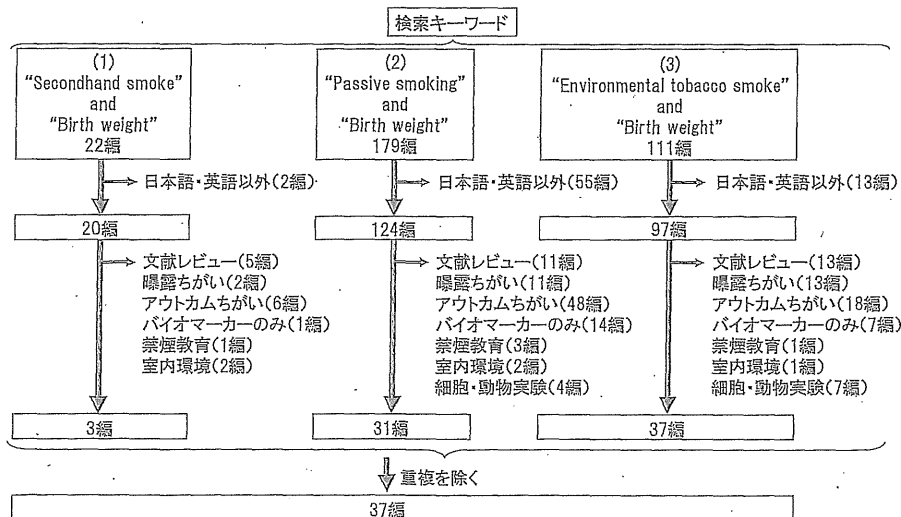 検索キーワード
(1)
“Secondhand smoke”
and
“Birth weight”
22編
(2)
“Passive smoking”
and
“Birth weight”
179編
(3)
“Environmental tobacco smoke”
and
“Birth weight”
111編
日本語・英語以外(2編)
日本語・英語以外(55編)
日本語・英語以外(13編)
20編
124編
97編
文献レビュー(5編)
曝露ちがい(2編)
アウトカムちがい(6編)
バイオマーカーのみ(1編)
禁煙教育(1編)
室内環境(2編)
文献レビュー(11編)
曝露ちがい(11編)
アウトカムちがい(48編)
バイオマーカーのみ(14編)
禁煙教育(3編)
室内環境(2編)
細胞・動物実験(4編)
文献レビュー(13編)
曝露ちがい(13編)
アウトカムちがい(18編)
バイオマーカーのみ(7編)
禁煙教育(1編)
室内環境(1編)
細胞・動物実験(7編)
3編
31編
37編
重複を除く
37編